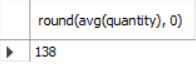 round(avg(quantity), 0)
138